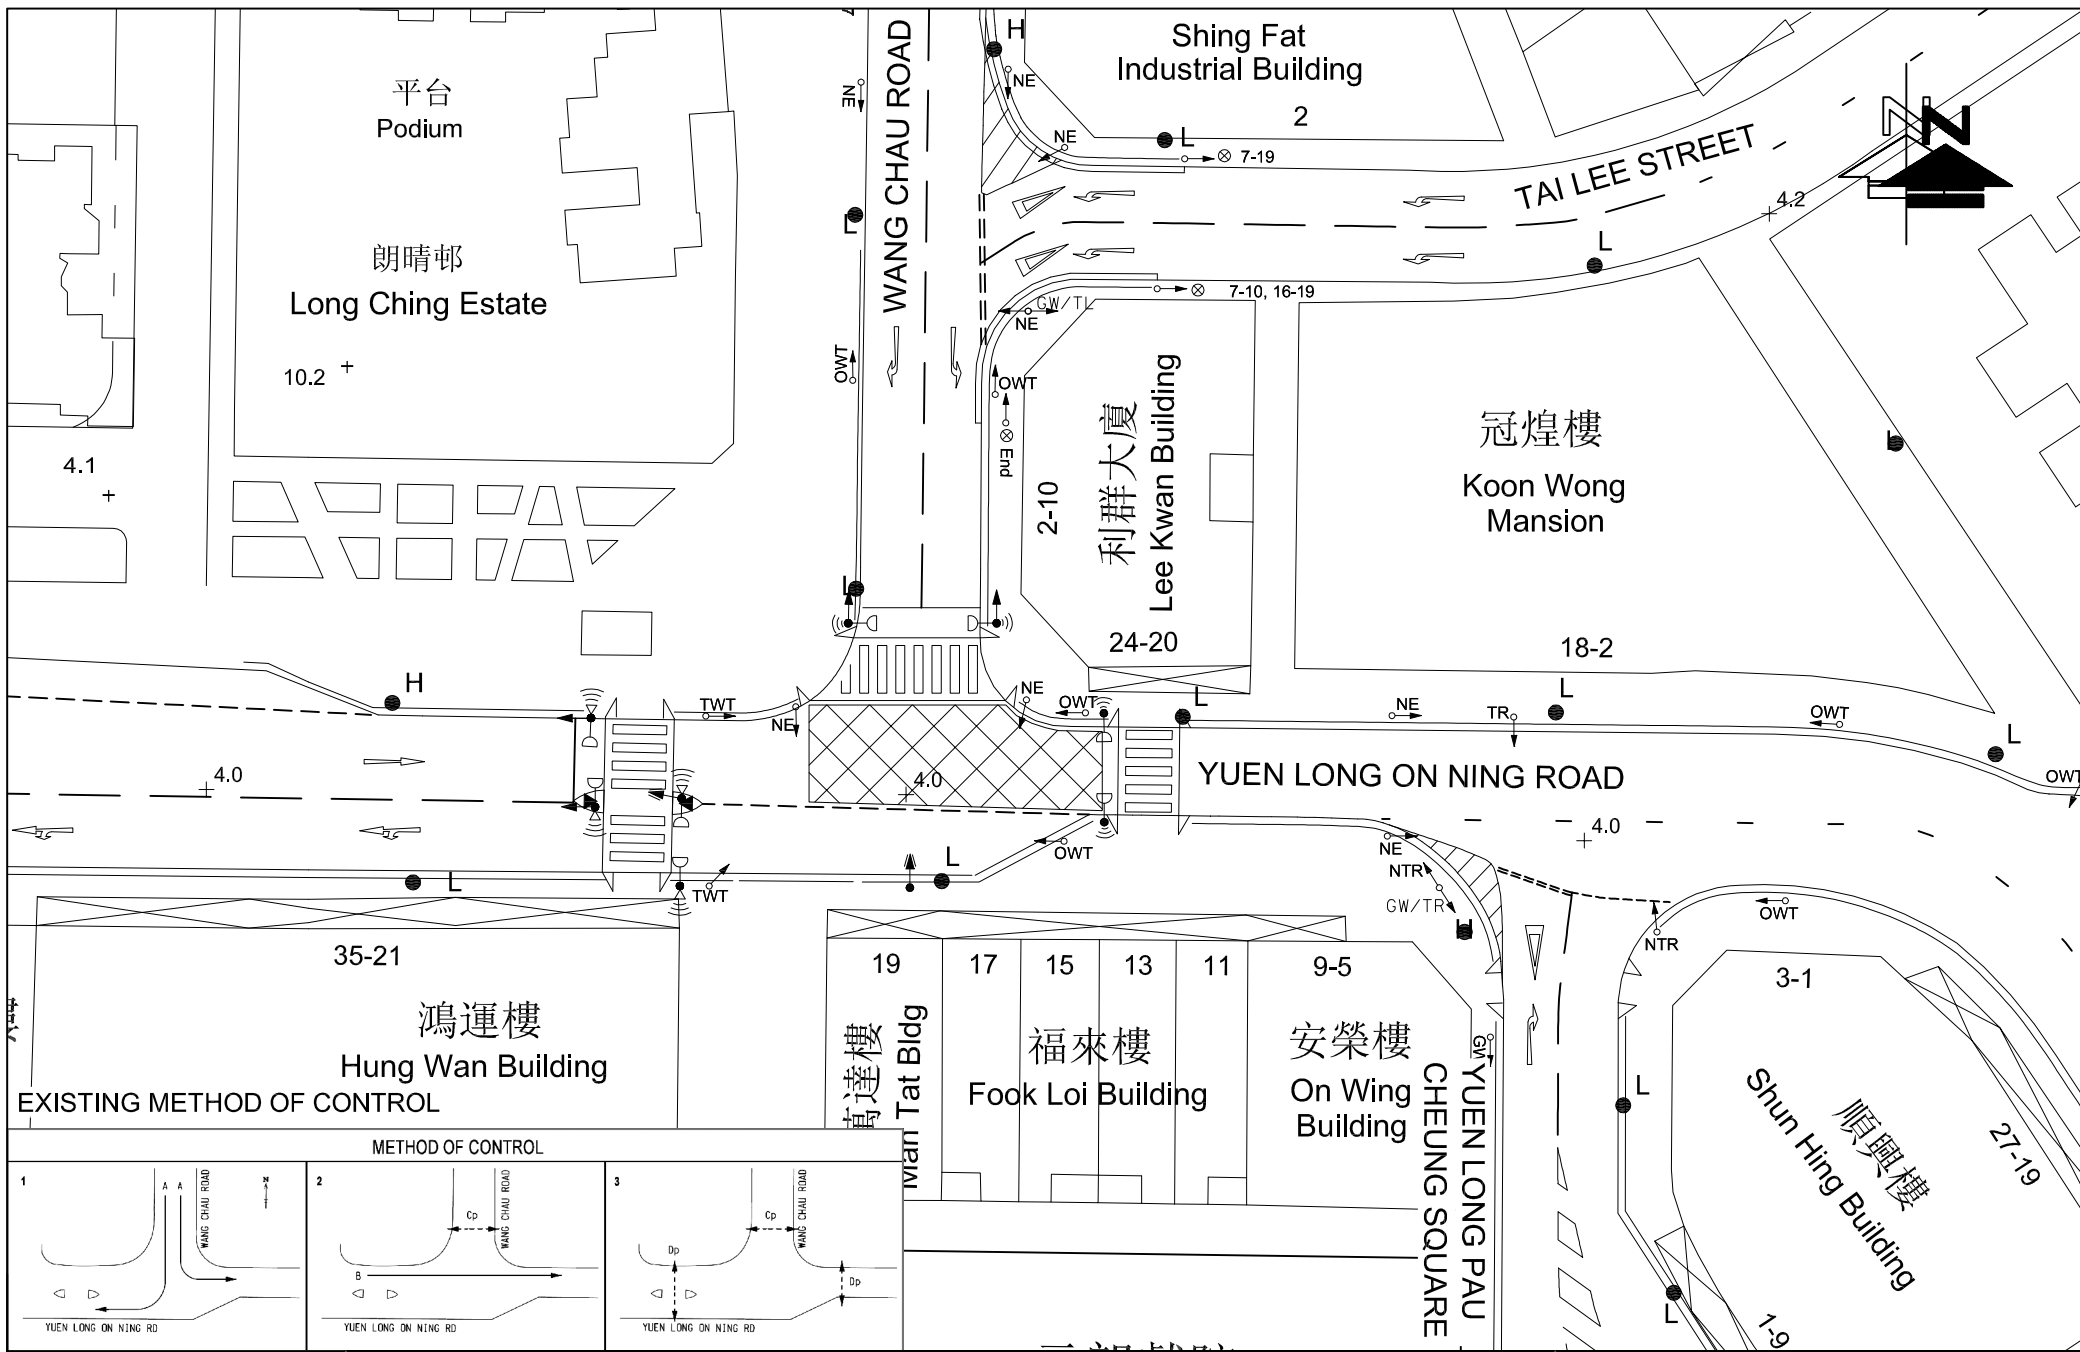 WANG CHAU ROAD
H
NE
NE
Shing Fat
Industrial Building
2
平台
Podium
NE
L
7-19
TAI LEE STREET
N
4.2
L
L
朗晴邨
Long Ching Estate
10.2
7-10, 16-19
GW/TL
NE
OWT
OWT
End
利群大廈
Lee Kwan Building
2-10
冠煌樓
Koon Wong
Mansion
L
4.1
L
24-20
18-2
H
TWT
NE
NE
OWT
L
NE
TR
L
OWT
L
OWT
4.0
4.0
YUEN LONG ON NING ROAD
4.0
L
TWT
L
OWT
NE
NTR
GW/TR
H
OWT
NTR
35-21
鴻運樓
Hung Wan Building
19
17
15
13
11
9-5
3-1
萬達樓
Man Tat Bldg
福來樓
Fook Loi Building
安榮樓
On Wing
Building
GW
YUEN LONG PAU
CHEUNG SQUARE
L
順興樓
Shun Hing Building
27-19
L
1-9
EXISTING METHOD OF CONTROL
METHOD OF CONTROL
1
A A
WANG CHAU ROAD
N
YUEN LONG ON NING RD
2
Cp
WANG CHAU ROAD
B
YUEN LONG ON NING RD
3
Cp
WANG CHAU ROAD
Dp
Dp
YUEN LONG ON NING RD